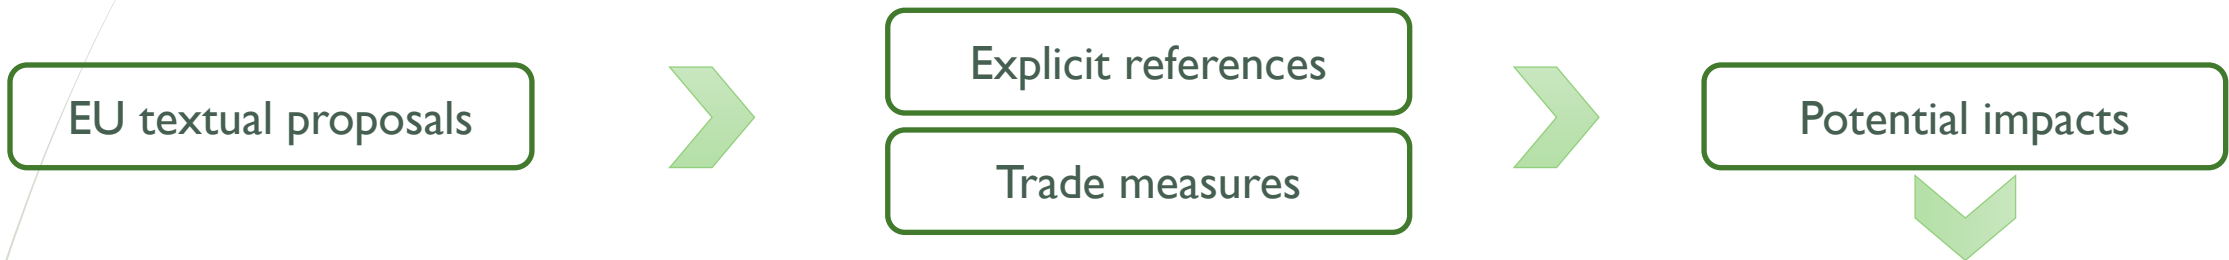 EU textual proposals
Explicit references
Trade measures
Potential impacts